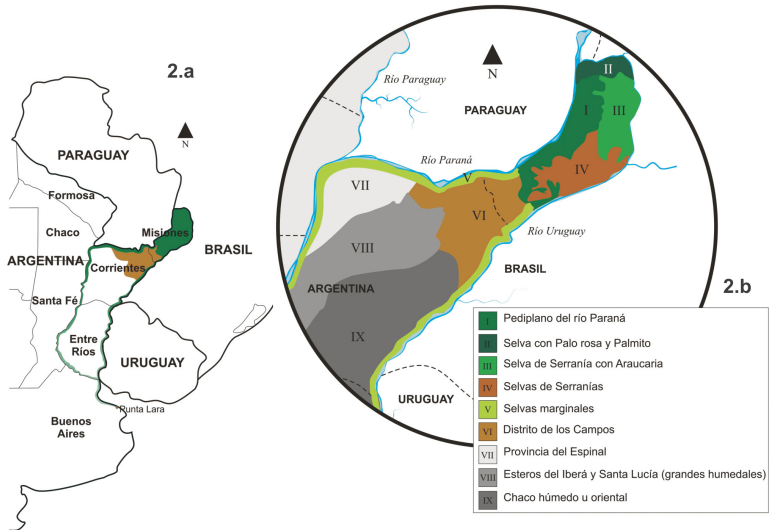 2.a
N
PARAGUAY
Formosa
Chaco
Misiones
ARGENTINA
Corrientes
BRASIL
Santa Fé
Entre
Ríos
URUGUAY
Punta Lara
Buenos
Aires
2.b
N
Río Paraguay
PARAGUAY
II
I
III
Río Paraná
V
IV
VII
VI
Río Uruguay
VIII
BRASIL
ARGENTINA
IX
URUGUAY
I Pediplano del río Paraná
II Selva con Palo rosa y Palmito
III Selva de Serranía con Araucaria
IV Selvas de Serranías
V Selvas marginales
VI Distrito de los Campos
VII Provincia del Espinal
VIII Esteros del Iberá y Santa Lucía (grandes humedales)
IX Chaco húmedo u oriental